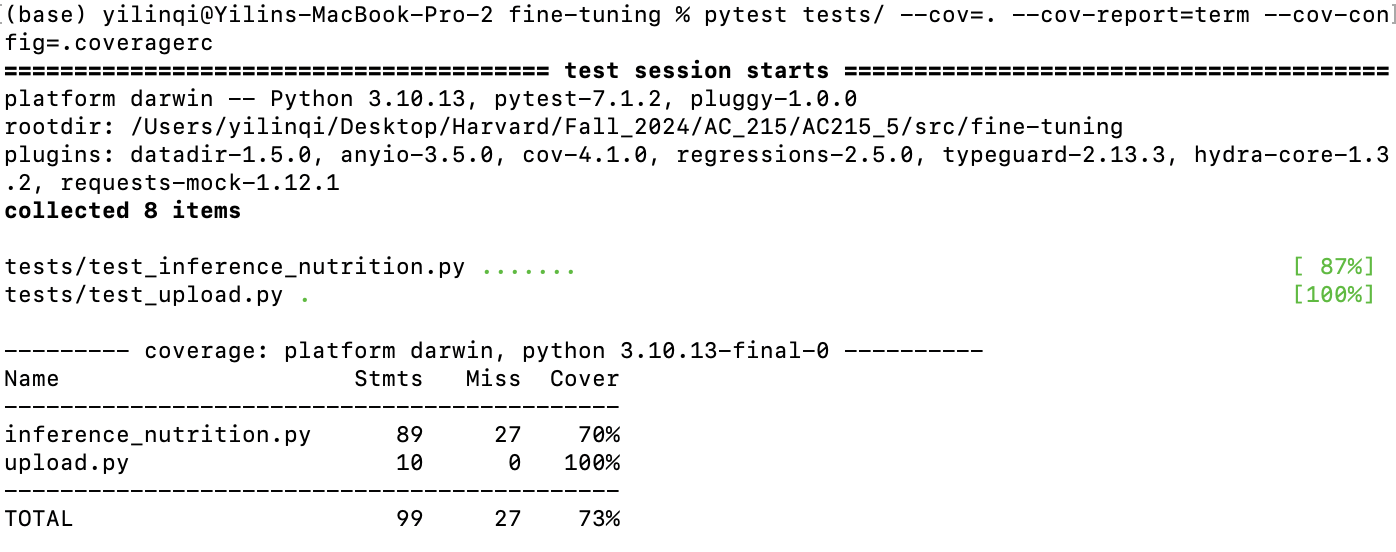 (base) yilinqi@Yilins-MacBook-Pro-2 fine-tuning % pytest tests/ --cov=. --cov-report=term --cov-con
fig=.coveragerc
======================================= test session starts =======================================
platform darwin -- Python 3.10.13, pytest-7.1.2, pluggy-1.0.0
rootdir: /Users/yilinqi/Desktop/Harvard/Fall_2024/AC_215/AC215_5/src/fine-tuning
plugins: datadir-1.5.0, anyio-3.5.0, cov-4.1.0, regressions-2.5.0, typeguard-2.13.3, hydra-core-1.3
.2, requests-mock-1.12.1
collected 8 items
tests/test_inference_nutrition.py ....... [ 87%]
tests/test_upload.py . [100%]
--------- coverage: platform darwin, python 3.10.13-final-0 ----------
Name Stmts Miss Cover
--------------------------------------------
inference_nutrition.py 89 27 70%
upload.py 10 0 100%
--------------------------------------------
TOTAL 99 27 73%